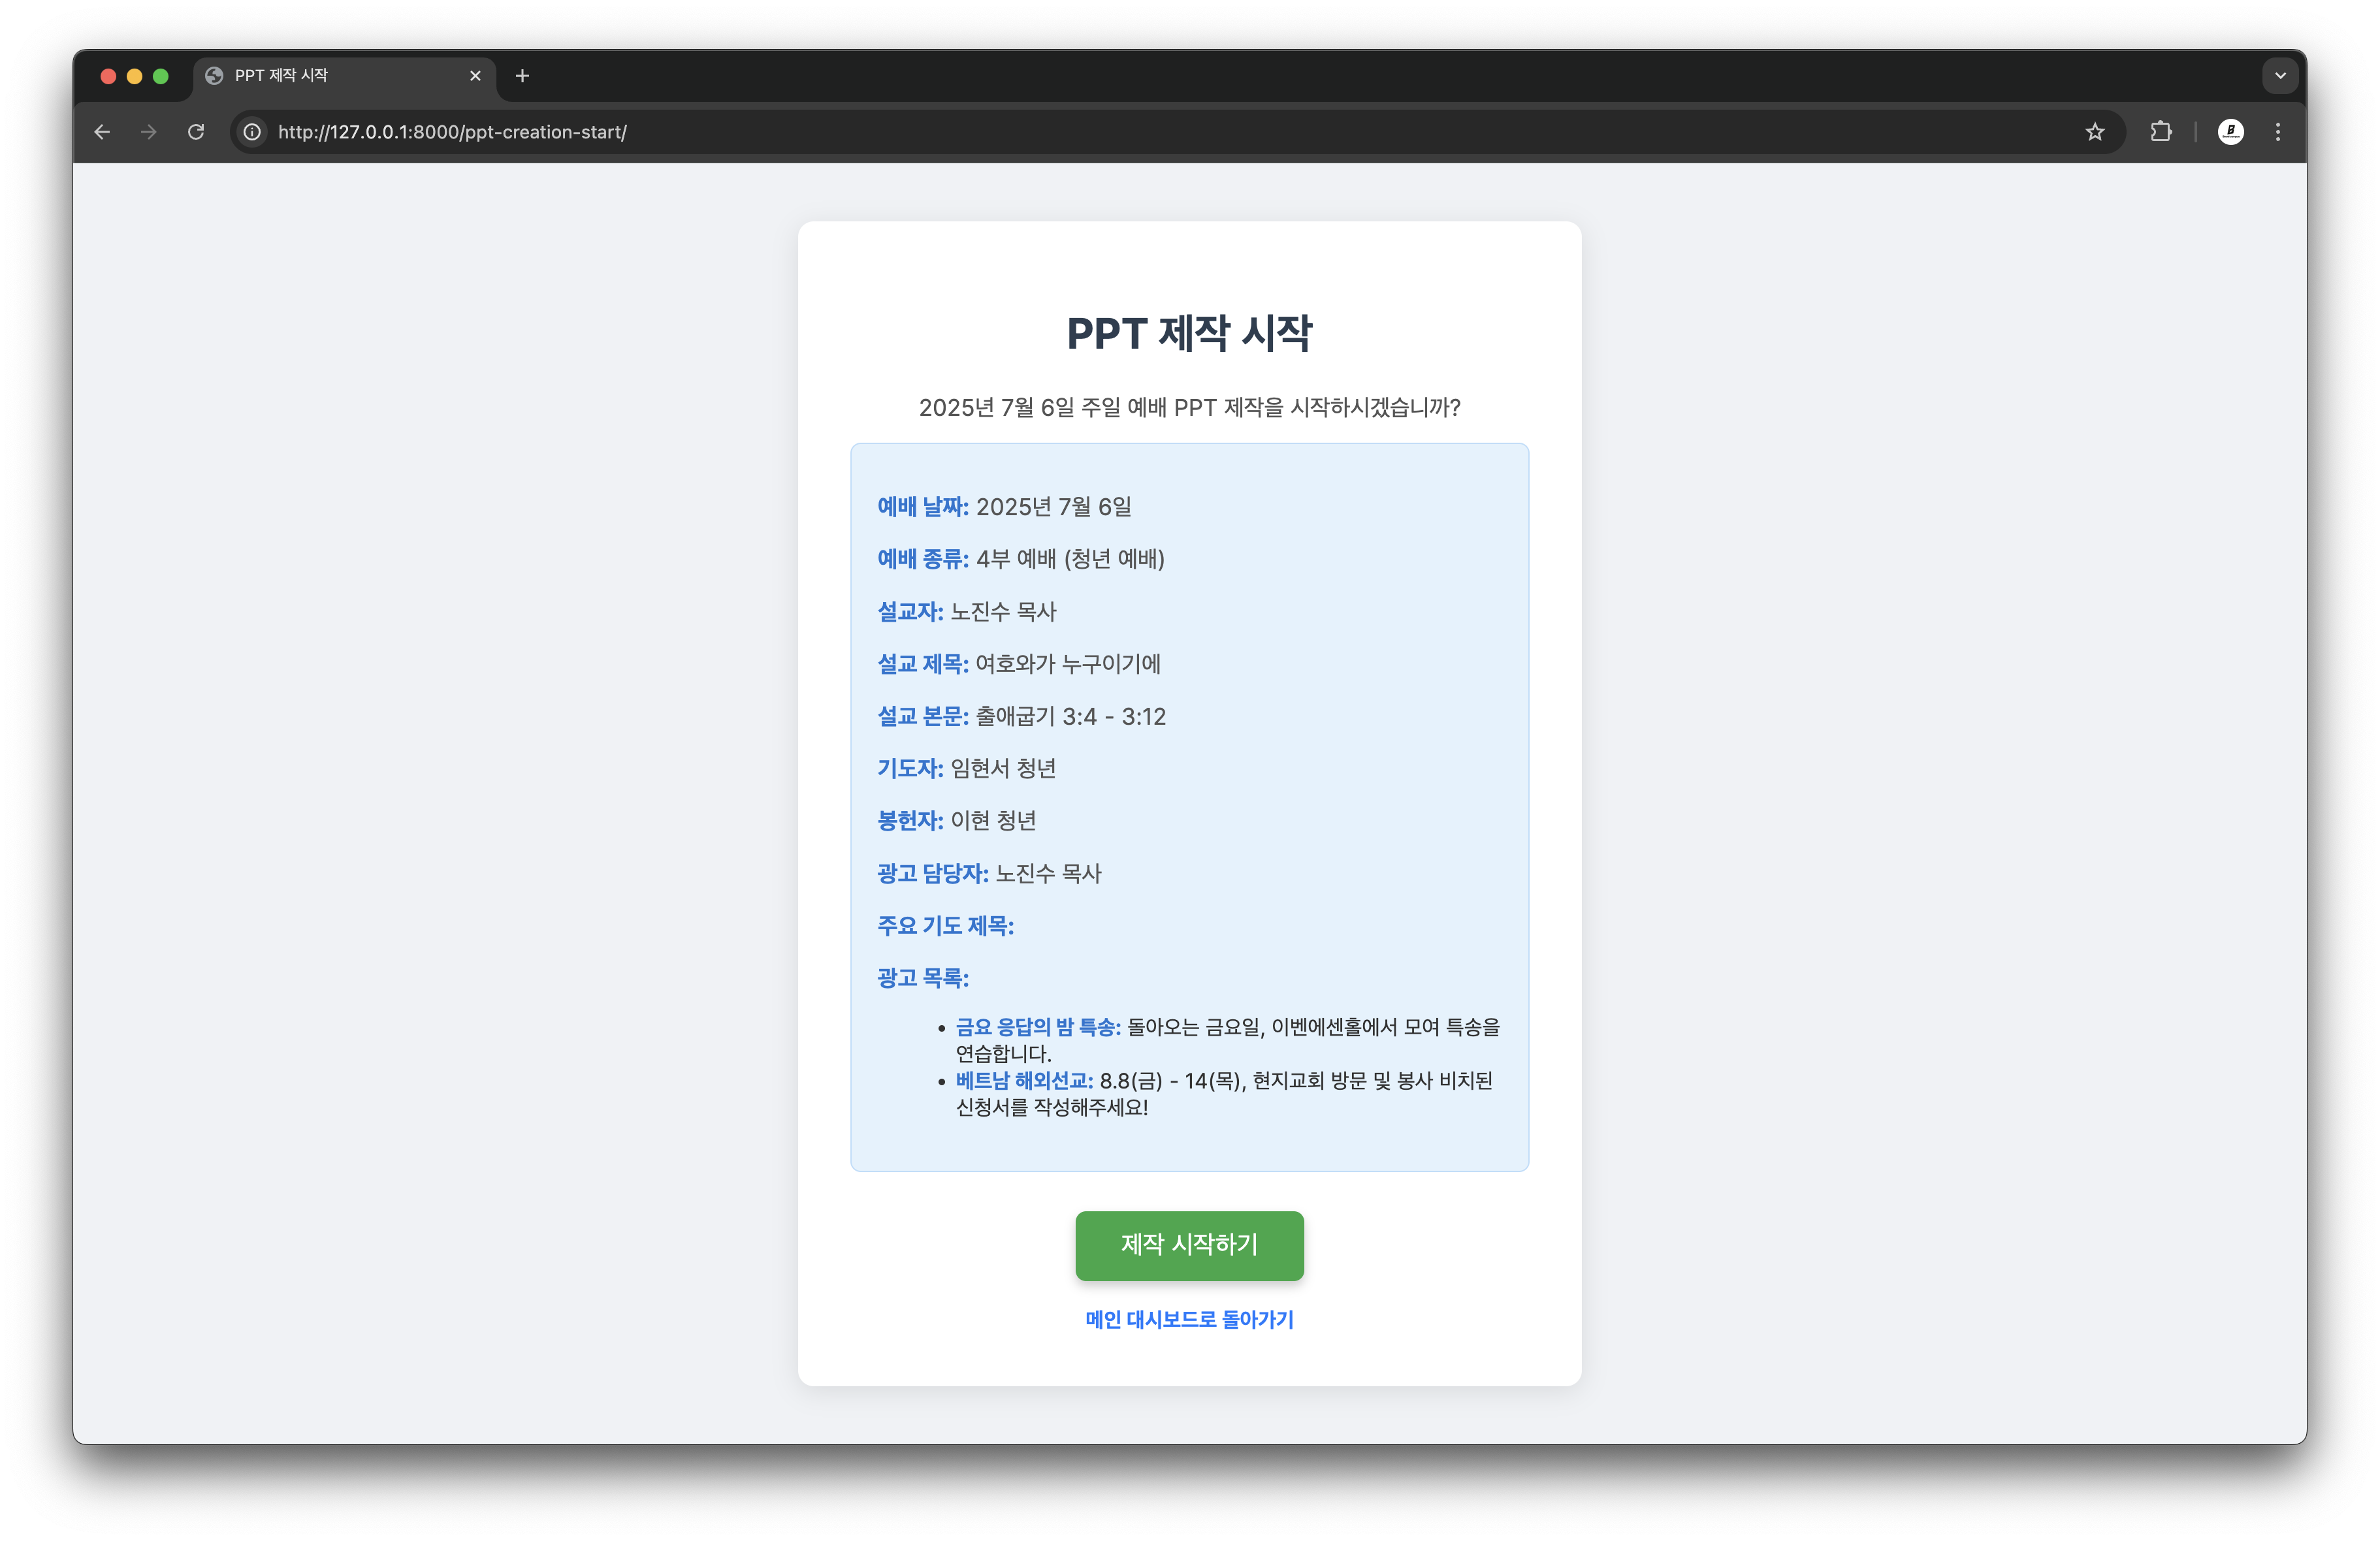 PPT 제작 시작
http://127.0.0.1:8000/ppt-creation-start/
PPT 제작 시작
2025년 7월 6일 주일 예배 PPT 제작을 시작하시겠습니까?
예배 날짜: 2025년 7월 6일
예배 종류: 4부 예배 (청년 예배)
설교자: 노진수 목사
설교 제목: 여호와가 누구이기에
설교 본문: 출애굽기 3:4 - 3:12
기도자: 임현서 청년
봉헌자: 이현 청년
광고 담당자: 노진수 목사
주요 기도 제목:
광고 목록:
• 금요 응답의 밤 특송: 돌아오는 금요일, 이벤에센홀에서 모여 특송을
연습합니다.
• 베트남 해외선교: 8.8(금) - 14(목), 현지교회 방문 및 봉사 비치된
신청서를 작성해주세요!
제작 시작하기
메인 대시보드로 돌아가기